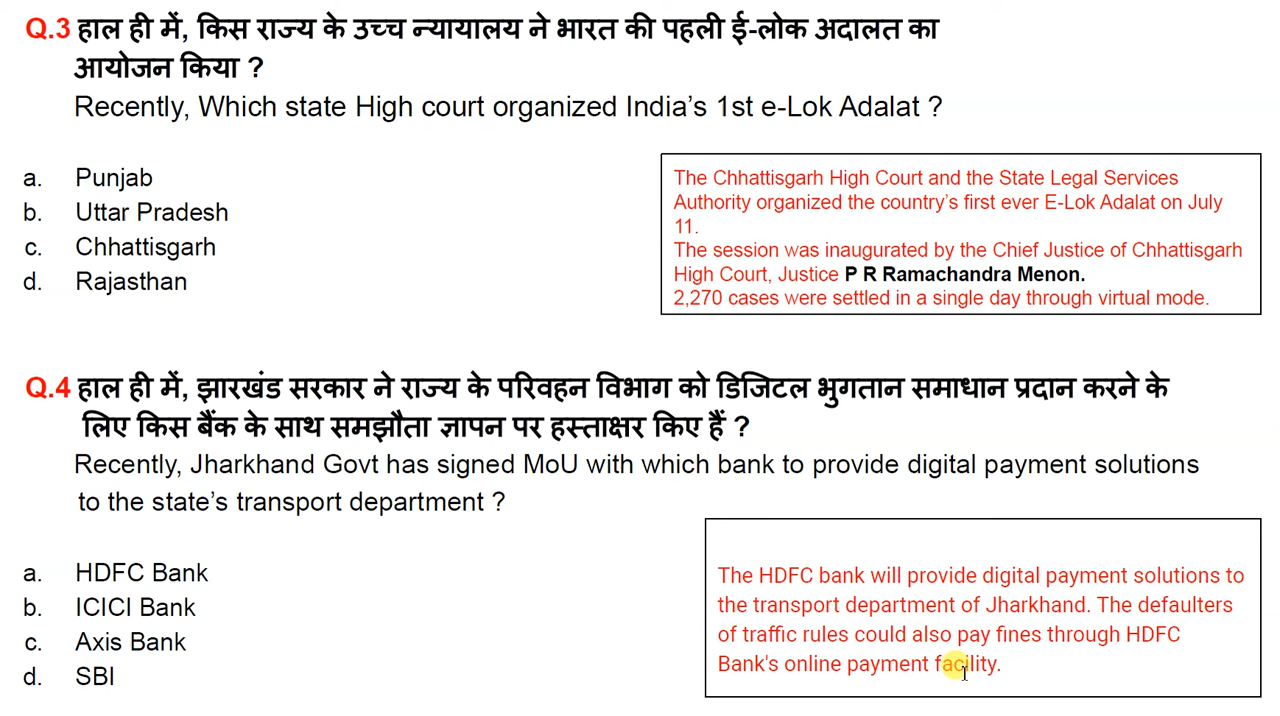 Q.3 हाल ही में, किस राज्य के उच्च न्यायालय ने भारत की पहली ई-लोक अदालत का
आयोजन किया ?
Recently, Which state High court organized India’s 1st e-Lok Adalat ?
a. Punjab
b. Uttar Pradesh
c. Chhattisgarh
d. Rajasthan
The Chhattisgarh High Court and the State Legal Services
Authority organized the country’s first ever E-Lok Adalat on July
11.
The session was inaugurated by the Chief Justice of Chhattisgarh
High Court, Justice P R Ramachandra Menon.
2,270 cases were settled in a single day through virtual mode.
Q.4 हाल ही में, झारखंड सरकार ने राज्य के परिवहन विभाग को डिजिटल भुगतान समाधान प्रदान करने के
लिए किस बैंक के साथ समझौता ज्ञापन पर हस्ताक्षर किए हैं ?
Recently, Jharkhand Govt has signed MoU with which bank to provide digital payment solutions
to the state’s transport department ?
a. HDFC Bank
b. ICICI Bank
c. Axis Bank
d. SBI
The HDFC bank will provide digital payment solutions to
the transport department of Jharkhand. The defaulters
of traffic rules could also pay fines through HDFC
Bank's online payment facility.